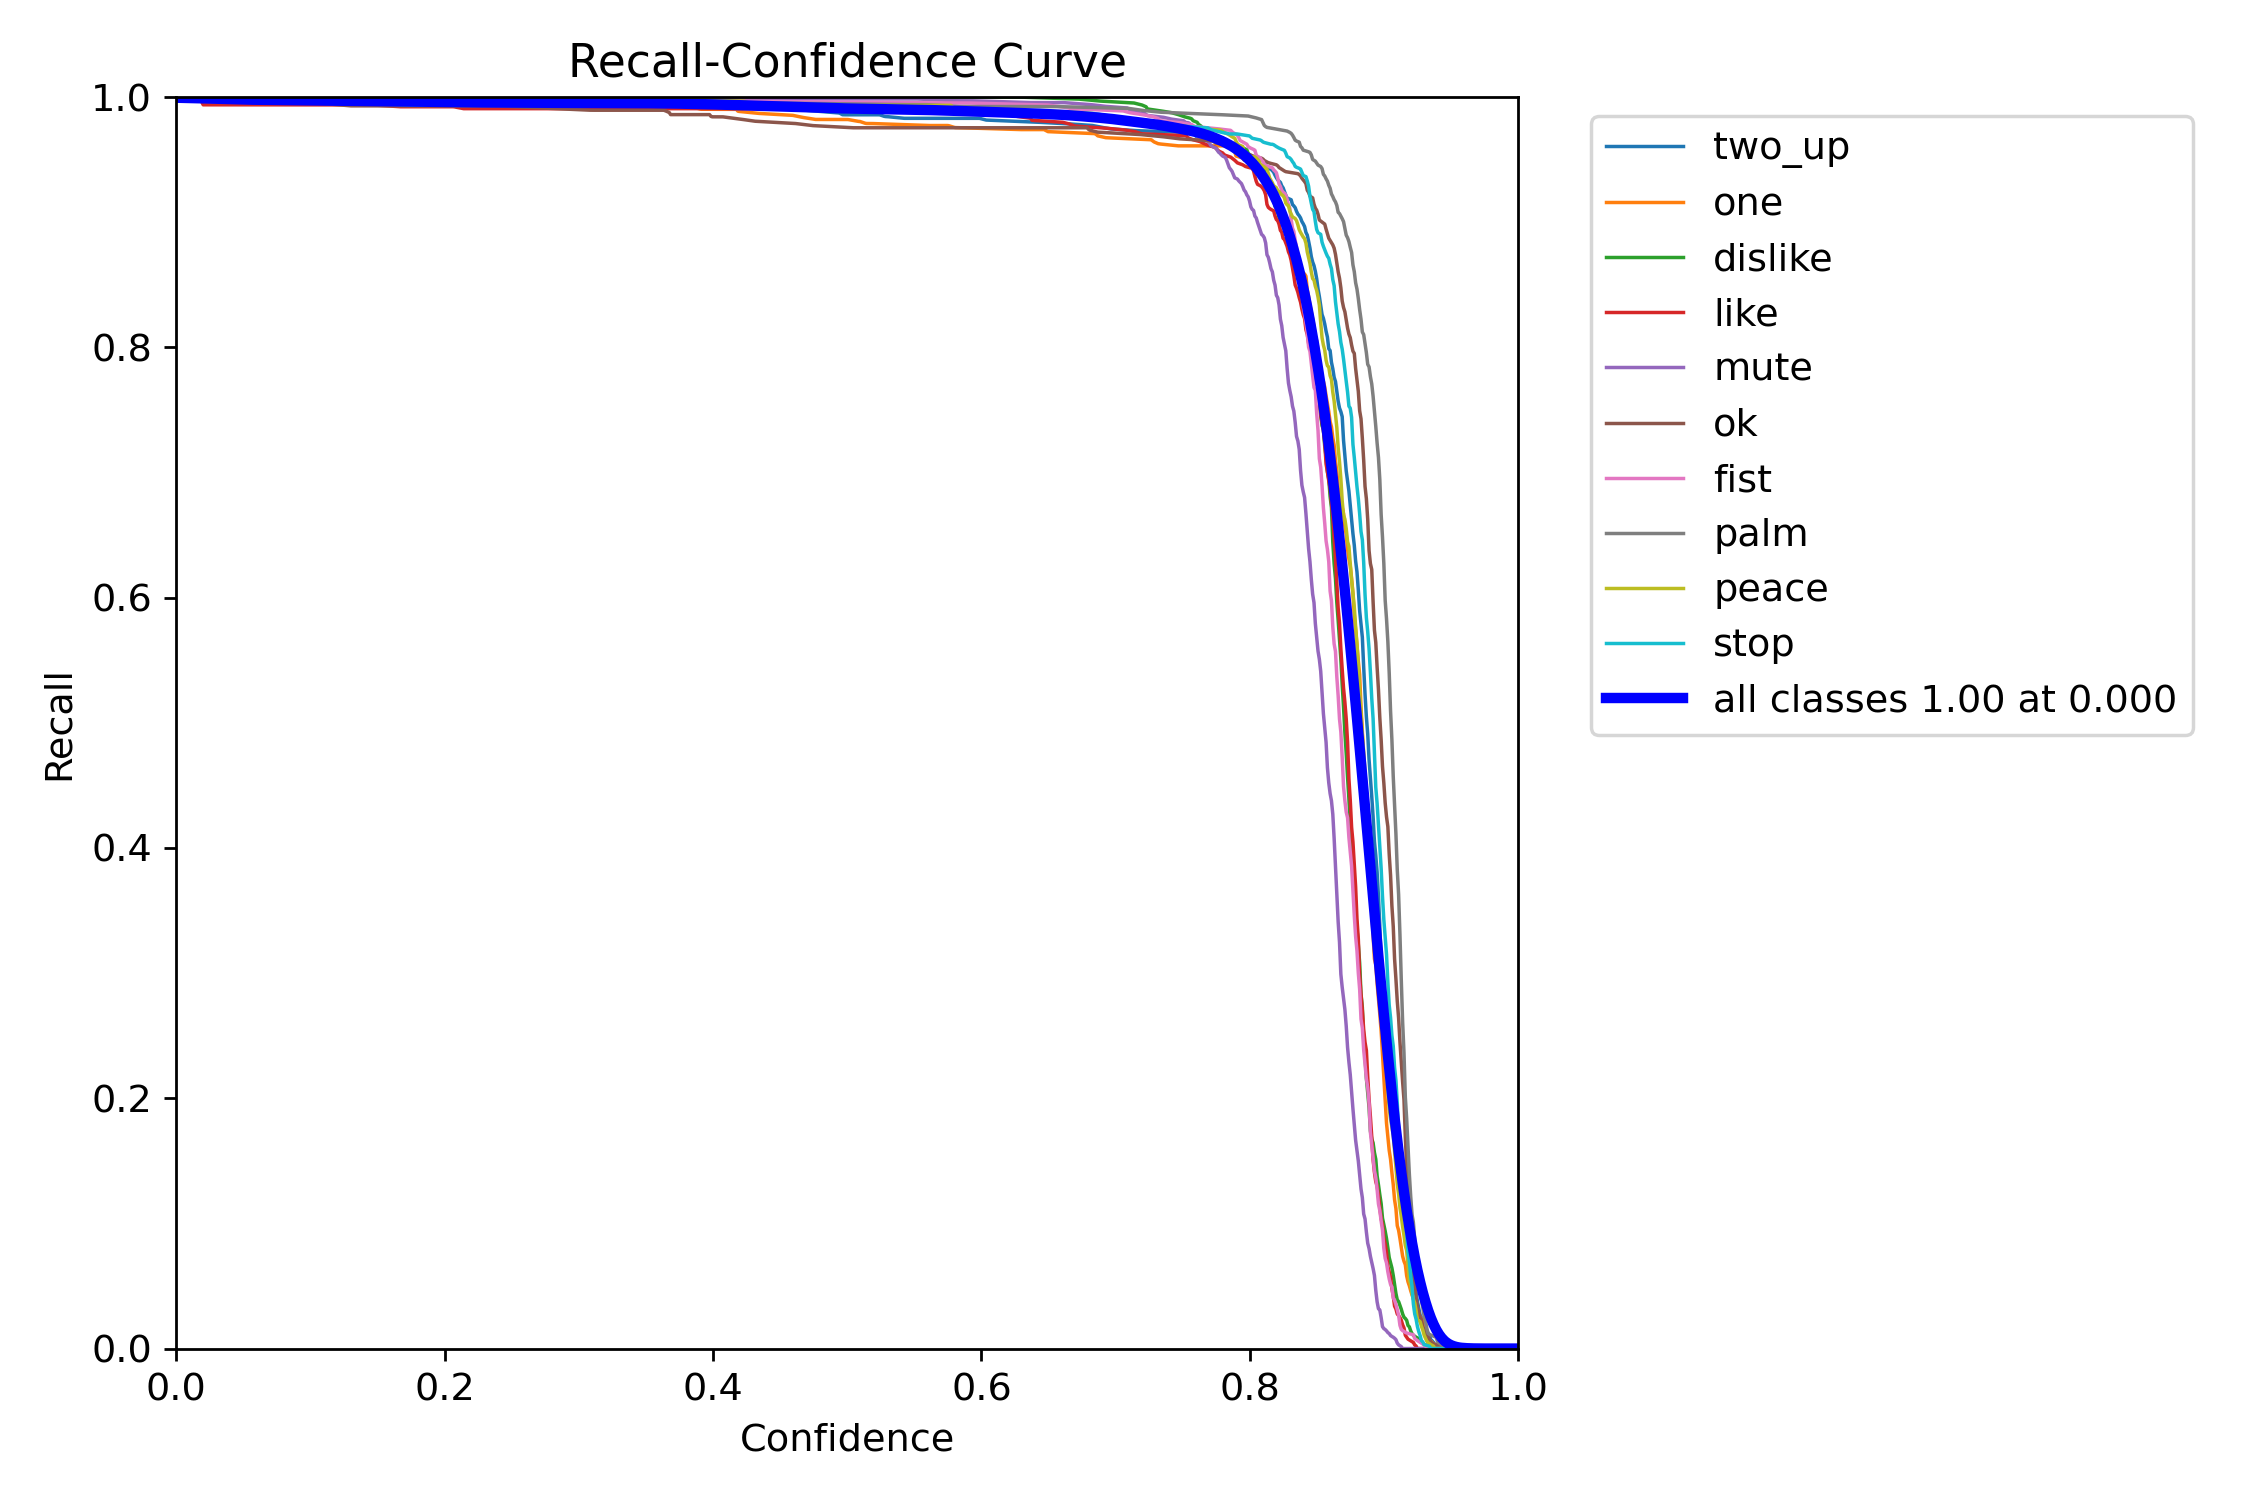 Recall-Confidence Curve
1.0
0.8
0.6
0.4
0.2
0.0
Recall
0.0 0.2 0.4 0.6 0.8 1.0
Confidence
two_up
one
dislike
like
mute
ok
fist
palm
peace
stop
all classes 1.00 at 0.000